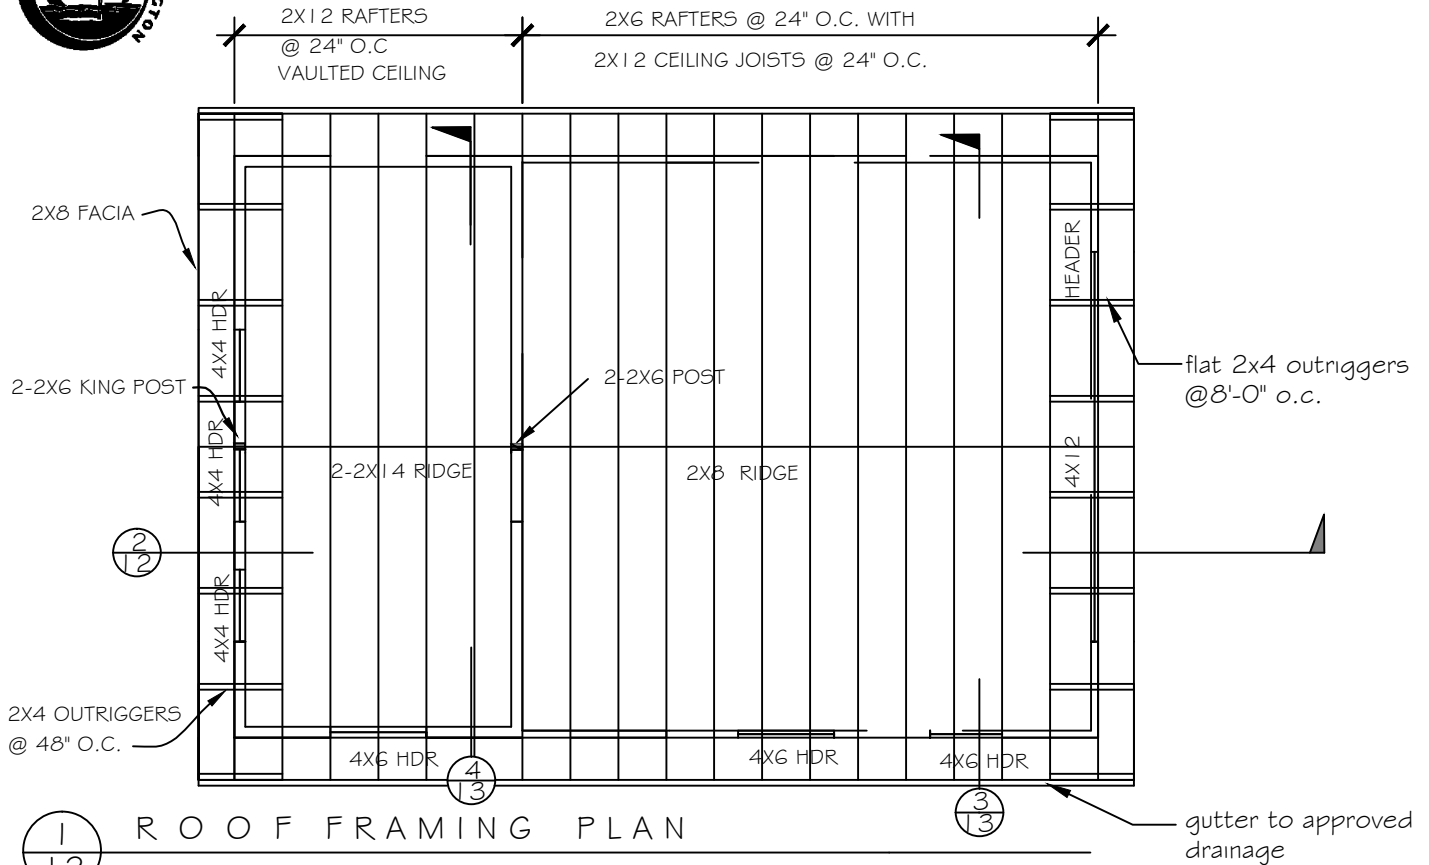 GTON
2X12 RAFTERS
@ 24" O.C
VAULTED CEILING
2X6 RAFTERS @ 24" O.C. WITH
2X12 CEILING JOISTS @ 24" O.C.
2X8 FACIA
4X4 HDR
2-2X6 KING POST
4X4 HDR
4X4 HDR
2X4 OUTRIGGERS
@ 48" O.C.
2-2X6 POST
2-2X14 RIDGE
2X8 RIDGE
HEADER
4X12
flat 2x4 outriggers
@8'-0" o.c.
2
12
4X6 HDR
4X6 HDR
4X6 HDR
4
13
3
13
gutter to approved
drainage
1
12
ROOF FRAMING PLAN